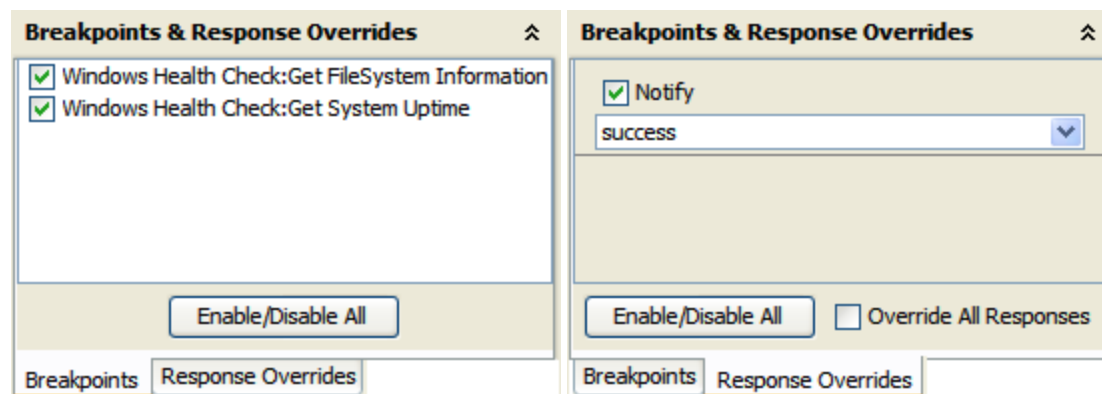 Breakpoints & Response Overrides
Windows Health Check:Get FileSystem Information
Windows Health Check:Get System Uptime
Enable/Disable All
Breakpoints
Response Overrides
Breakpoints & Response Overrides
Notify
success
Enable/Disable All
Override All Responses
Breakpoints
Response Overrides